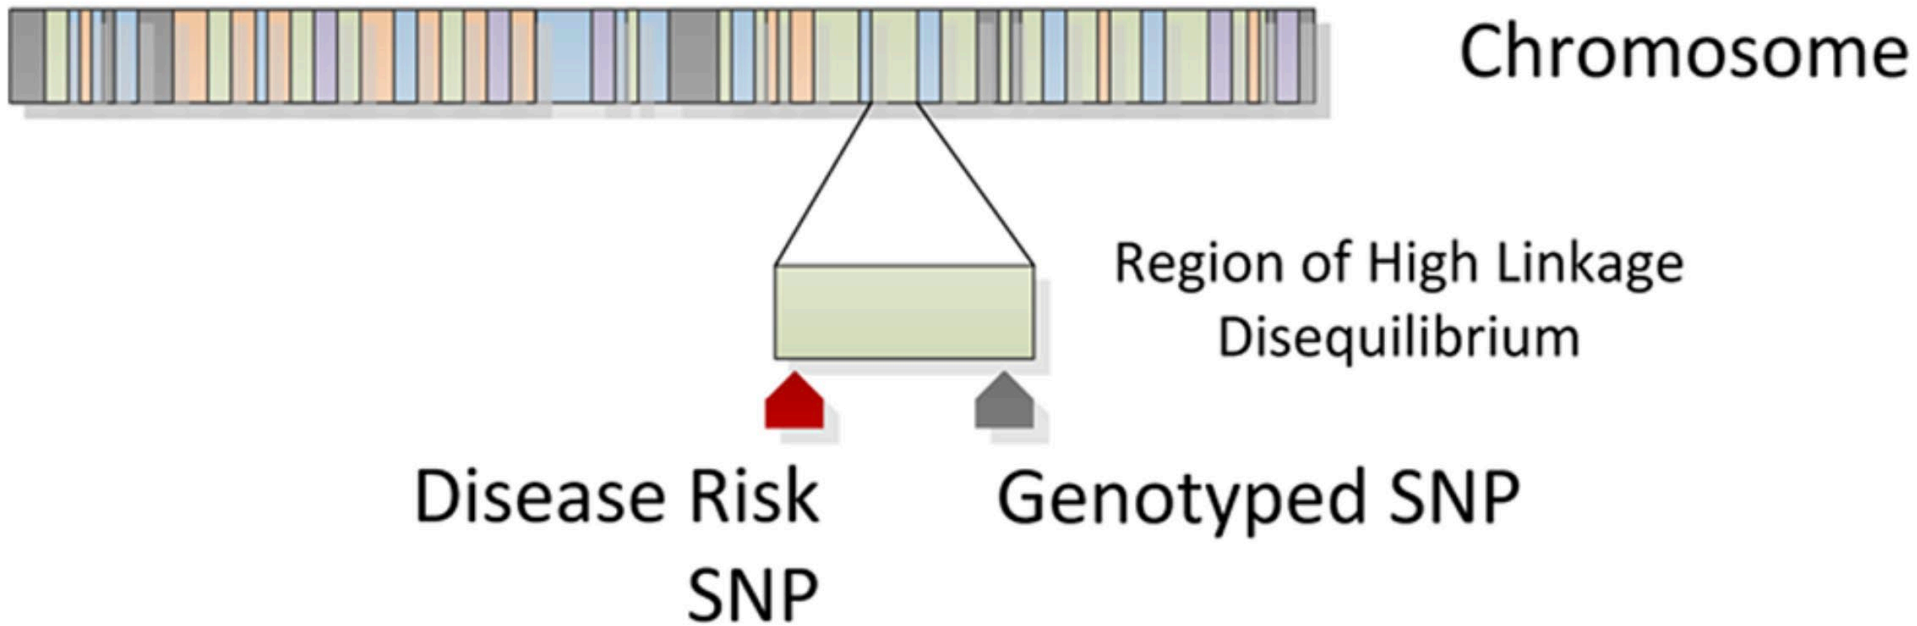 Chromosome
Region of High Linkage
Disequilibrium
Disease Risk
SNP
Genotyped SNP